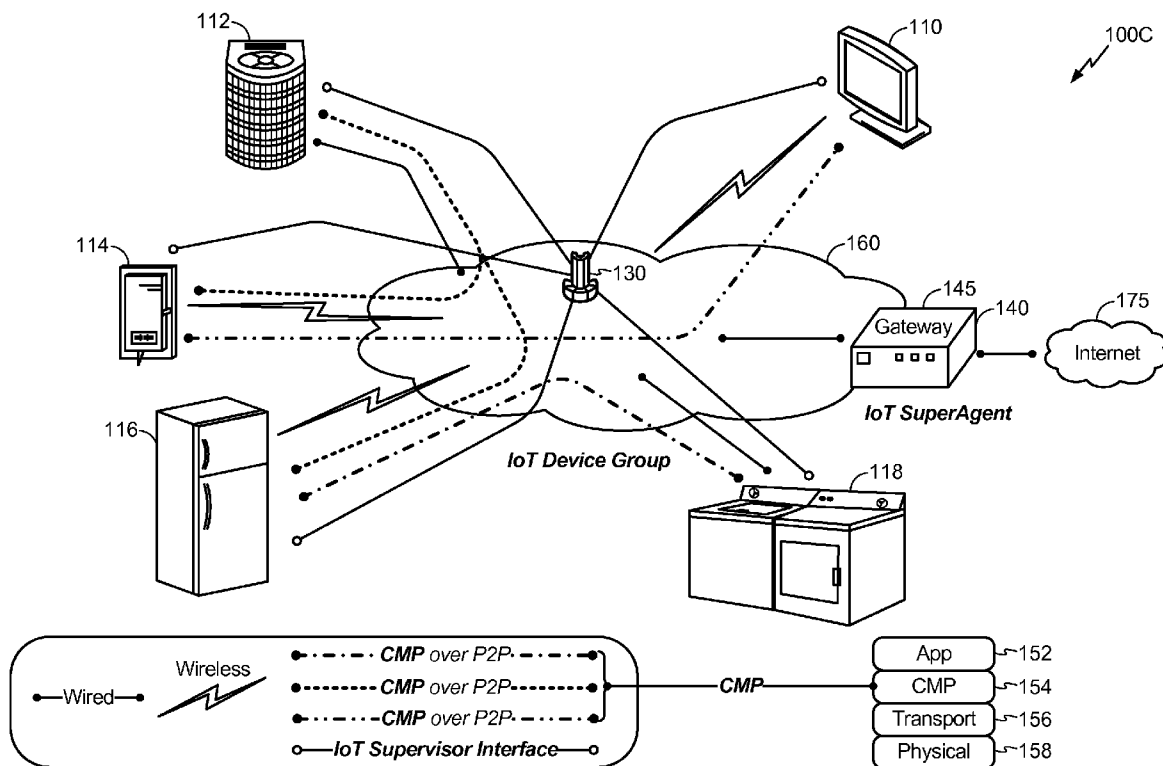 112
110
100C
114
130
160
145
Gateway
140
175
Internet
IoT SuperAgent
116
IoT Device Group
118
Wired
Wireless
CMP over P2P
CMP over P2P
CMP over P2P
IoT Supervisor Interface
CMP
App 152
CMP 154
Transport 156
Physical 158